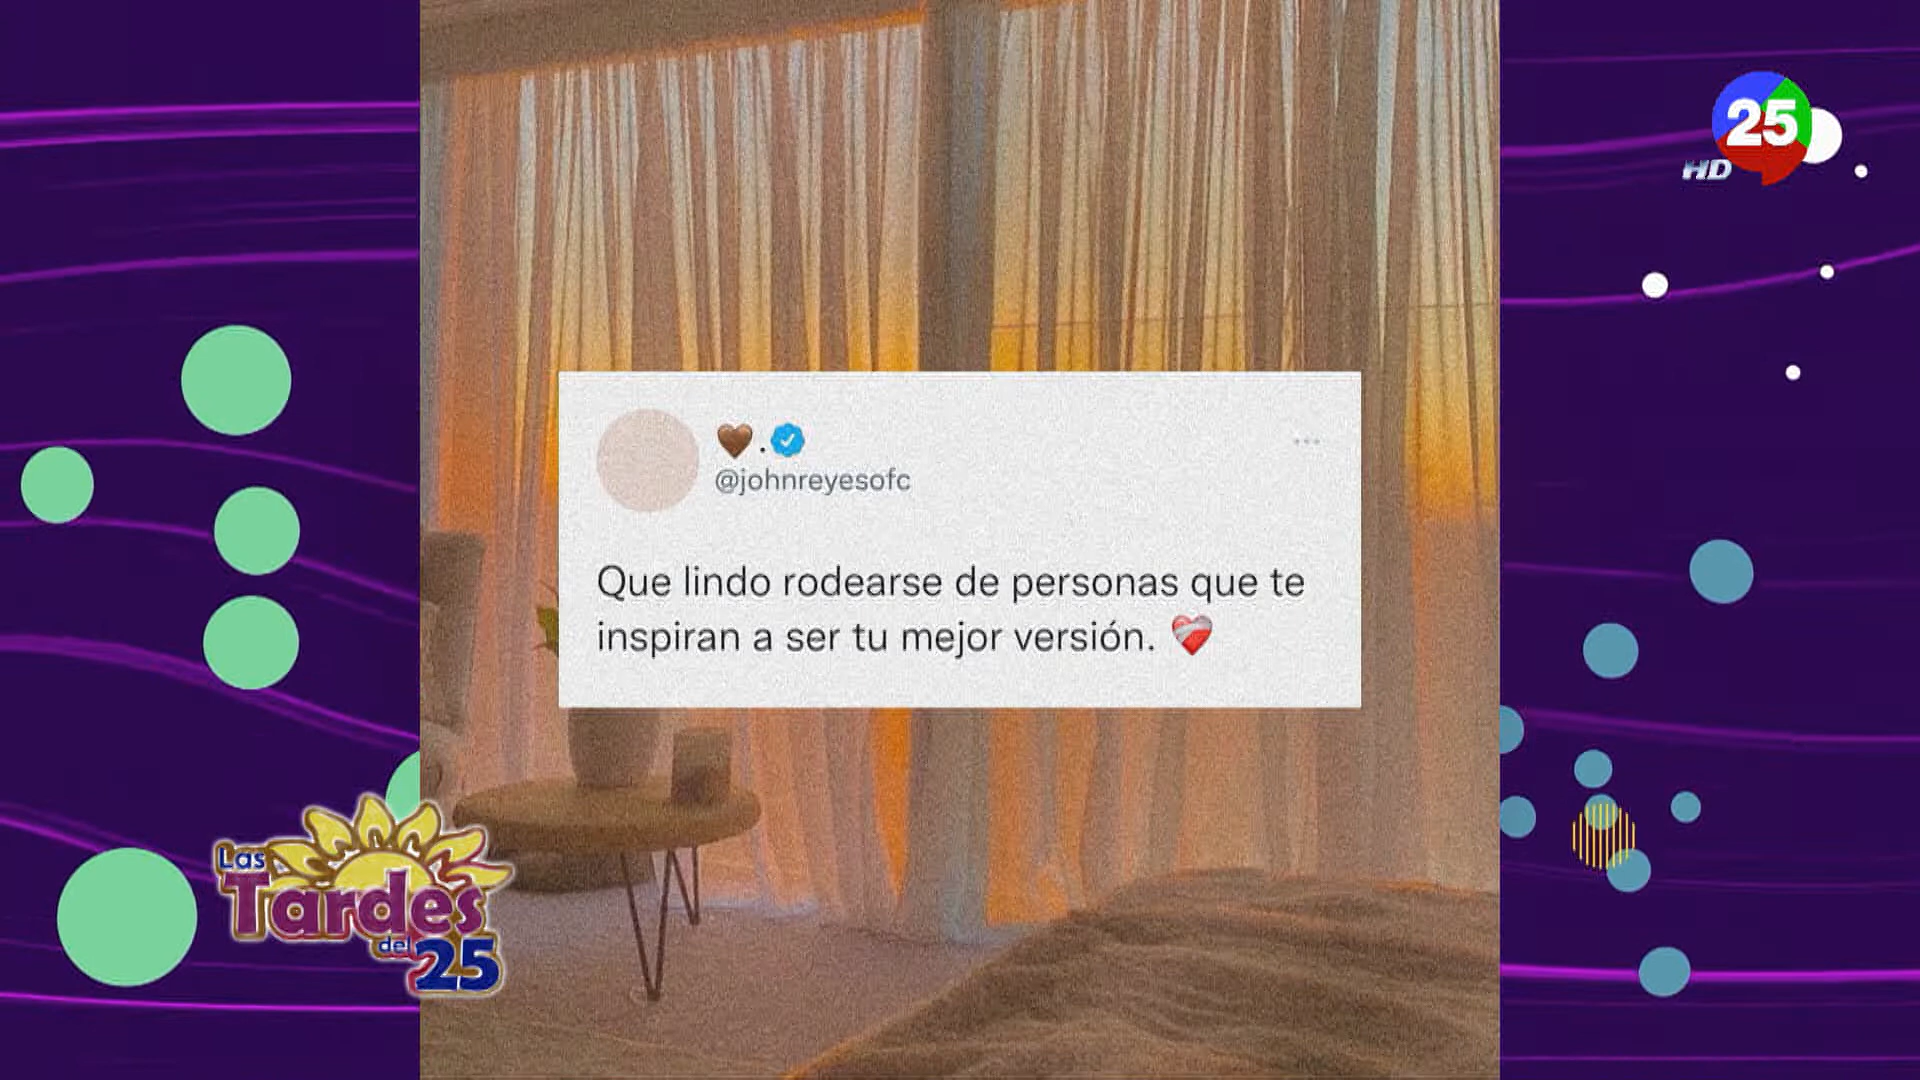 25
HD
🤎.
@johnreyesofc
Que lindo rodearse de personas que te
inspiran a ser tu mejor versión. ❤️‍🩹
Las
Tardes
del
25